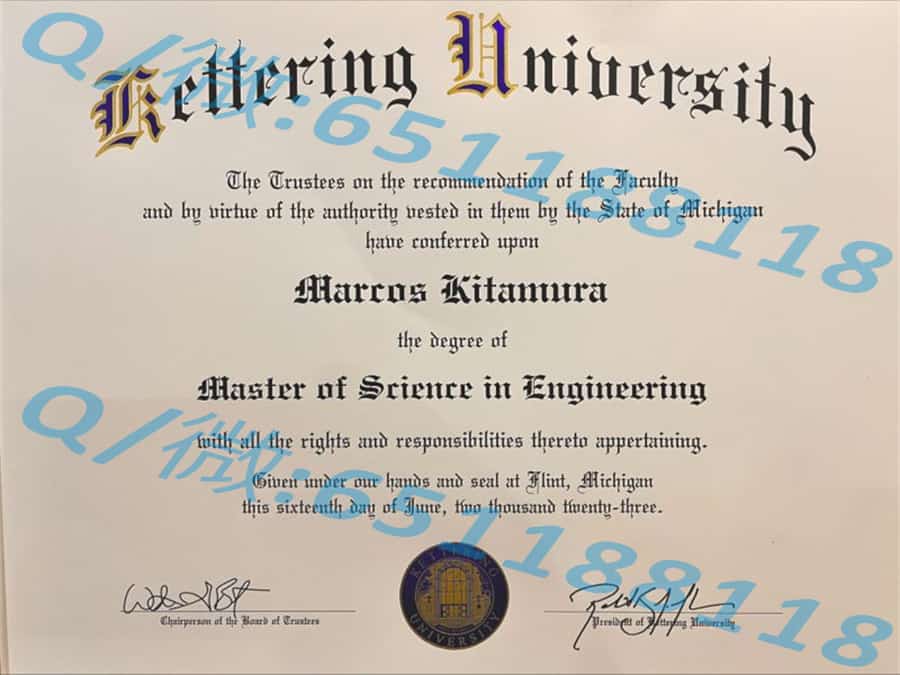 Kettering University
Q/微:651188118
The Trustees on the recommendation of the Faculty
and by virtue of the authority vested in them by the State of Michigan
have conferred upon
Marcos Kitamura
the degree of
Master of Science in Engineering
Q/微:651188118
with all the rights and responsibilities thereto appertaining.
Given under our hands and seal at Flint, Michigan
this sixteenth day of June, two thousand twenty-three.
KETTERING
UNIVERSITY
Chairperson of the Board of Trustees
President of Kettering University